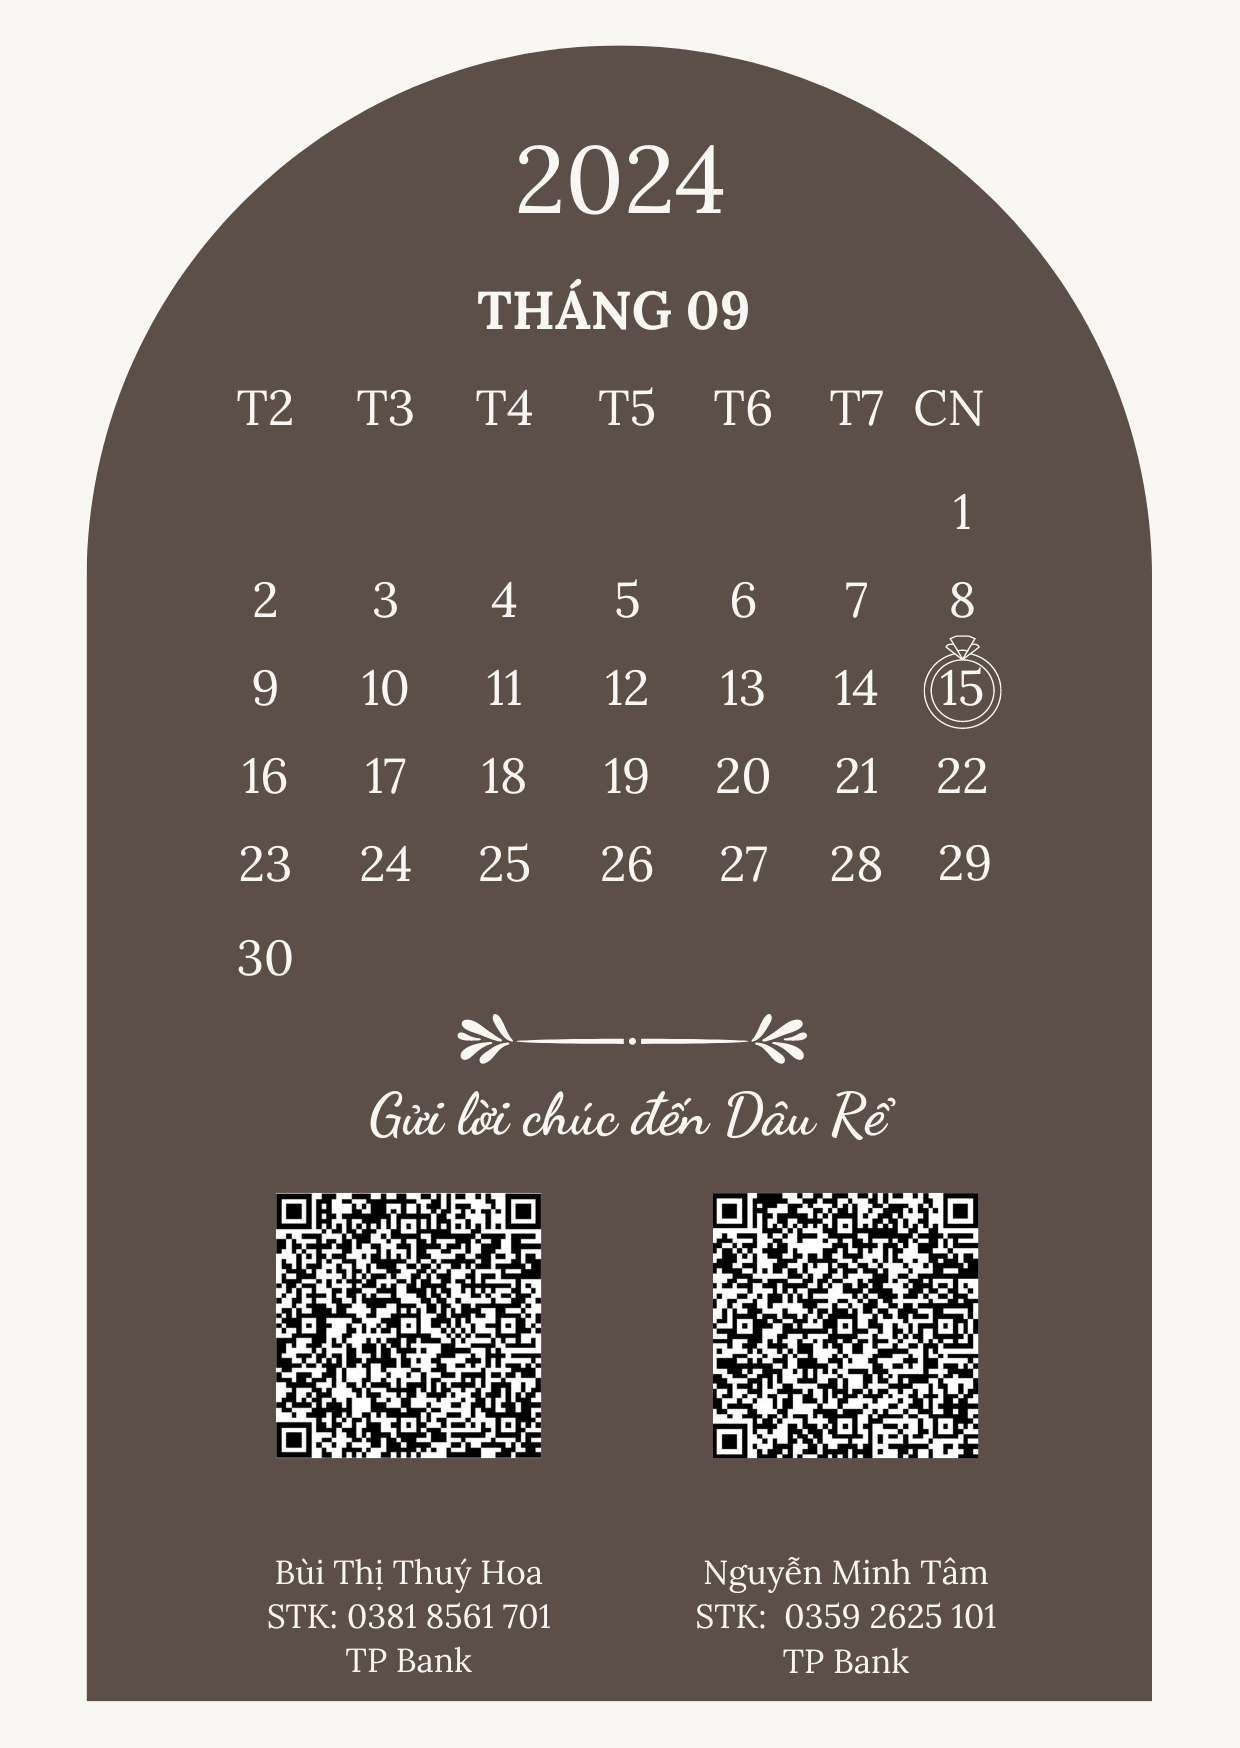 2024
THÁNG 09
T2 T3 T4 T5 T6 T7 CN
1
2 3 4 5 6 7 8
9 10 11 12 13 14 15
16 17 18 19 20 21 22
23 24 25 26 27 28 29
30
Gửi lời chúc đến Dâu Rể
Bùi Thị Thuý Hoa
STK: 0381 8561 701
TP Bank
Nguyễn Minh Tâm
STK: 0359 2625 101
TP Bank